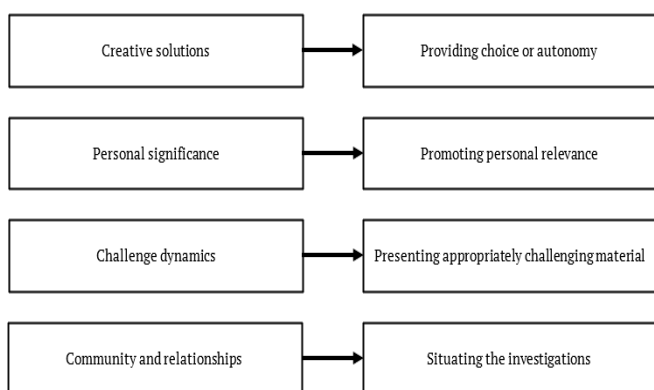 Creative solutions
Providing choice or autonomy
Personal significance
Promoting personal relevance
Challenge dynamics
Presenting appropriately challenging material
Community and relationships
Situating the investigations